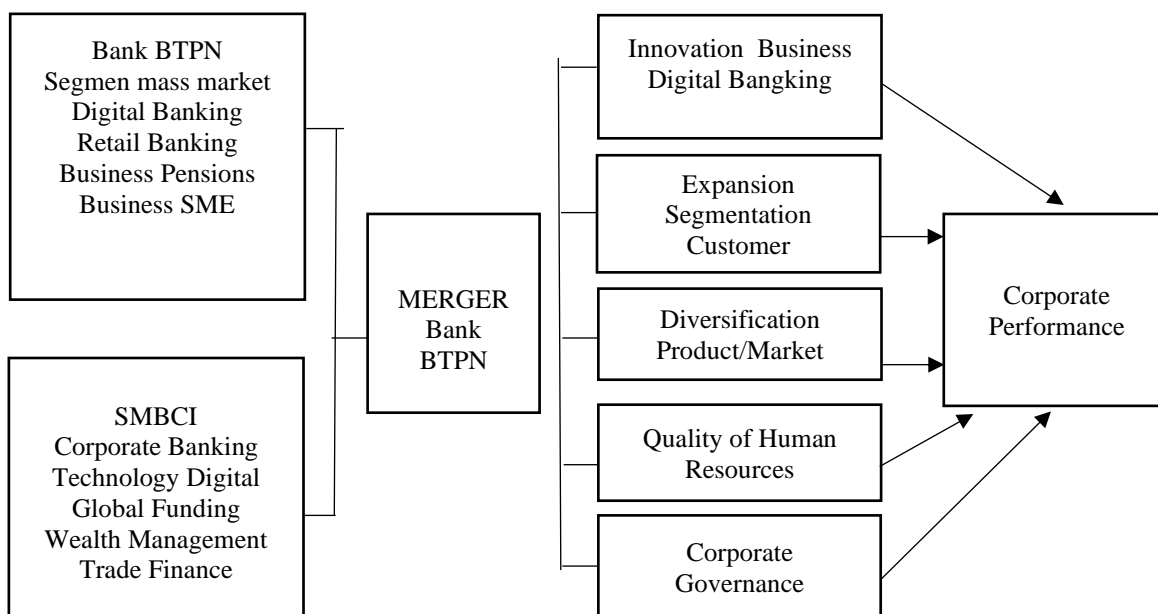 Bank BTPN
Segmen mass market
Digital Banking
Retail Banking
Business Pensions
Business SME
SMBCI
Corporate Banking
Technology Digital
Global Funding
Wealth Management
Trade Finance
MERGER
Bank
BTPN
Innovation Business
Digital Bangking
Expansion
Segmentation
Customer
Diversification
Product/Market
Quality of Human
Resources
Corporate
Governance
Corporate
Performance